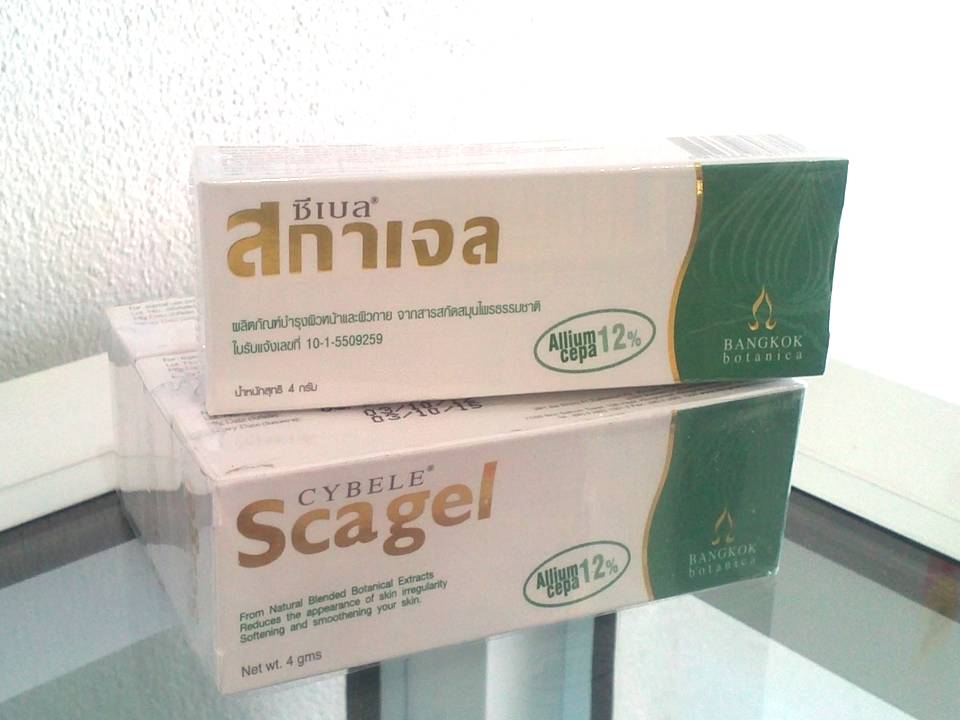 ซีเบล®
สกาเจล
ผลิตภัณฑ์บำรุงผิวหน้าและผิวกาย จากสารสกัดสมุนไพรธรรมชาติ
ใบรับแจ้งเลขที่ 10-1-5509259
น้ำหนักสุทธิ 4 กรัม
Allium
cepa 12%
BANGKOK
botanica
03/10/15
CYBELE®
Scagel
From Natural Blended Botanical Extracts
Reduces the appearance of skin irregularity
Softening and smoothening your skin.
Net wt. 4 gms
Allium
cepa 12%
BANGKOK
botanica